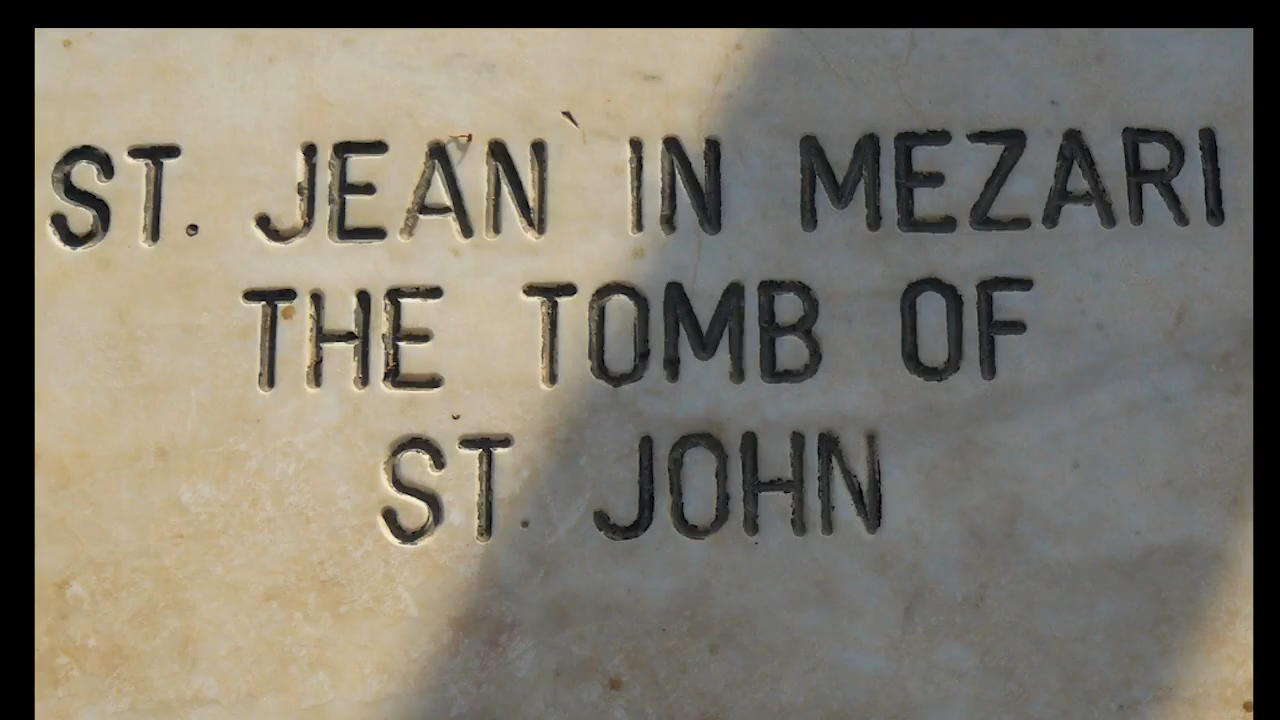 ST. JEAN IN MEZARI
THE TOMB OF
ST. JOHN